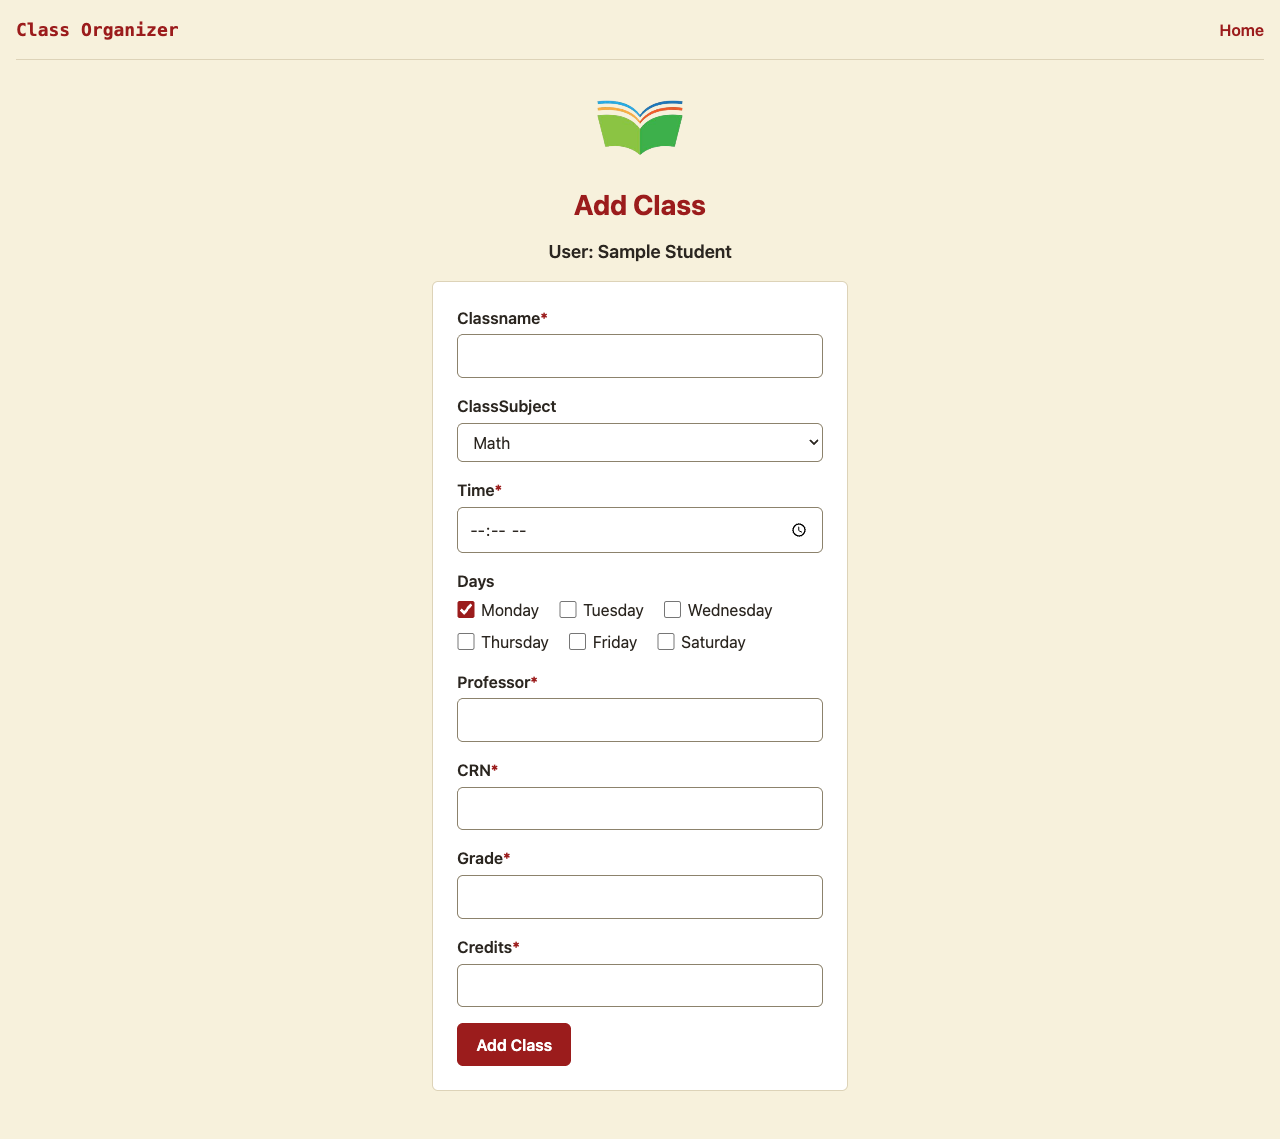 Class Organizer
Home
Add Class
User: Sample Student
Classname*
ClassSubject
Math
Time*
--:-- --
Days
Monday Tuesday Wednesday
Thursday Friday Saturday
Professor*
CRN*
Grade*
Credits*
Add Class